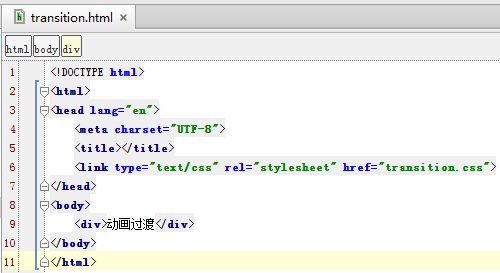 transition.html
html body div
1 <!DOCTYPE html>
2 <html>
3 <head lang="en">
4 <meta charset="UTF-8">
5 <title></title>
6 <link type="text/css" rel="stylesheet" href="transition.css">
7 </head>
8 <body>
9 <div>动画过渡</div>
10 </body>
11 </html>